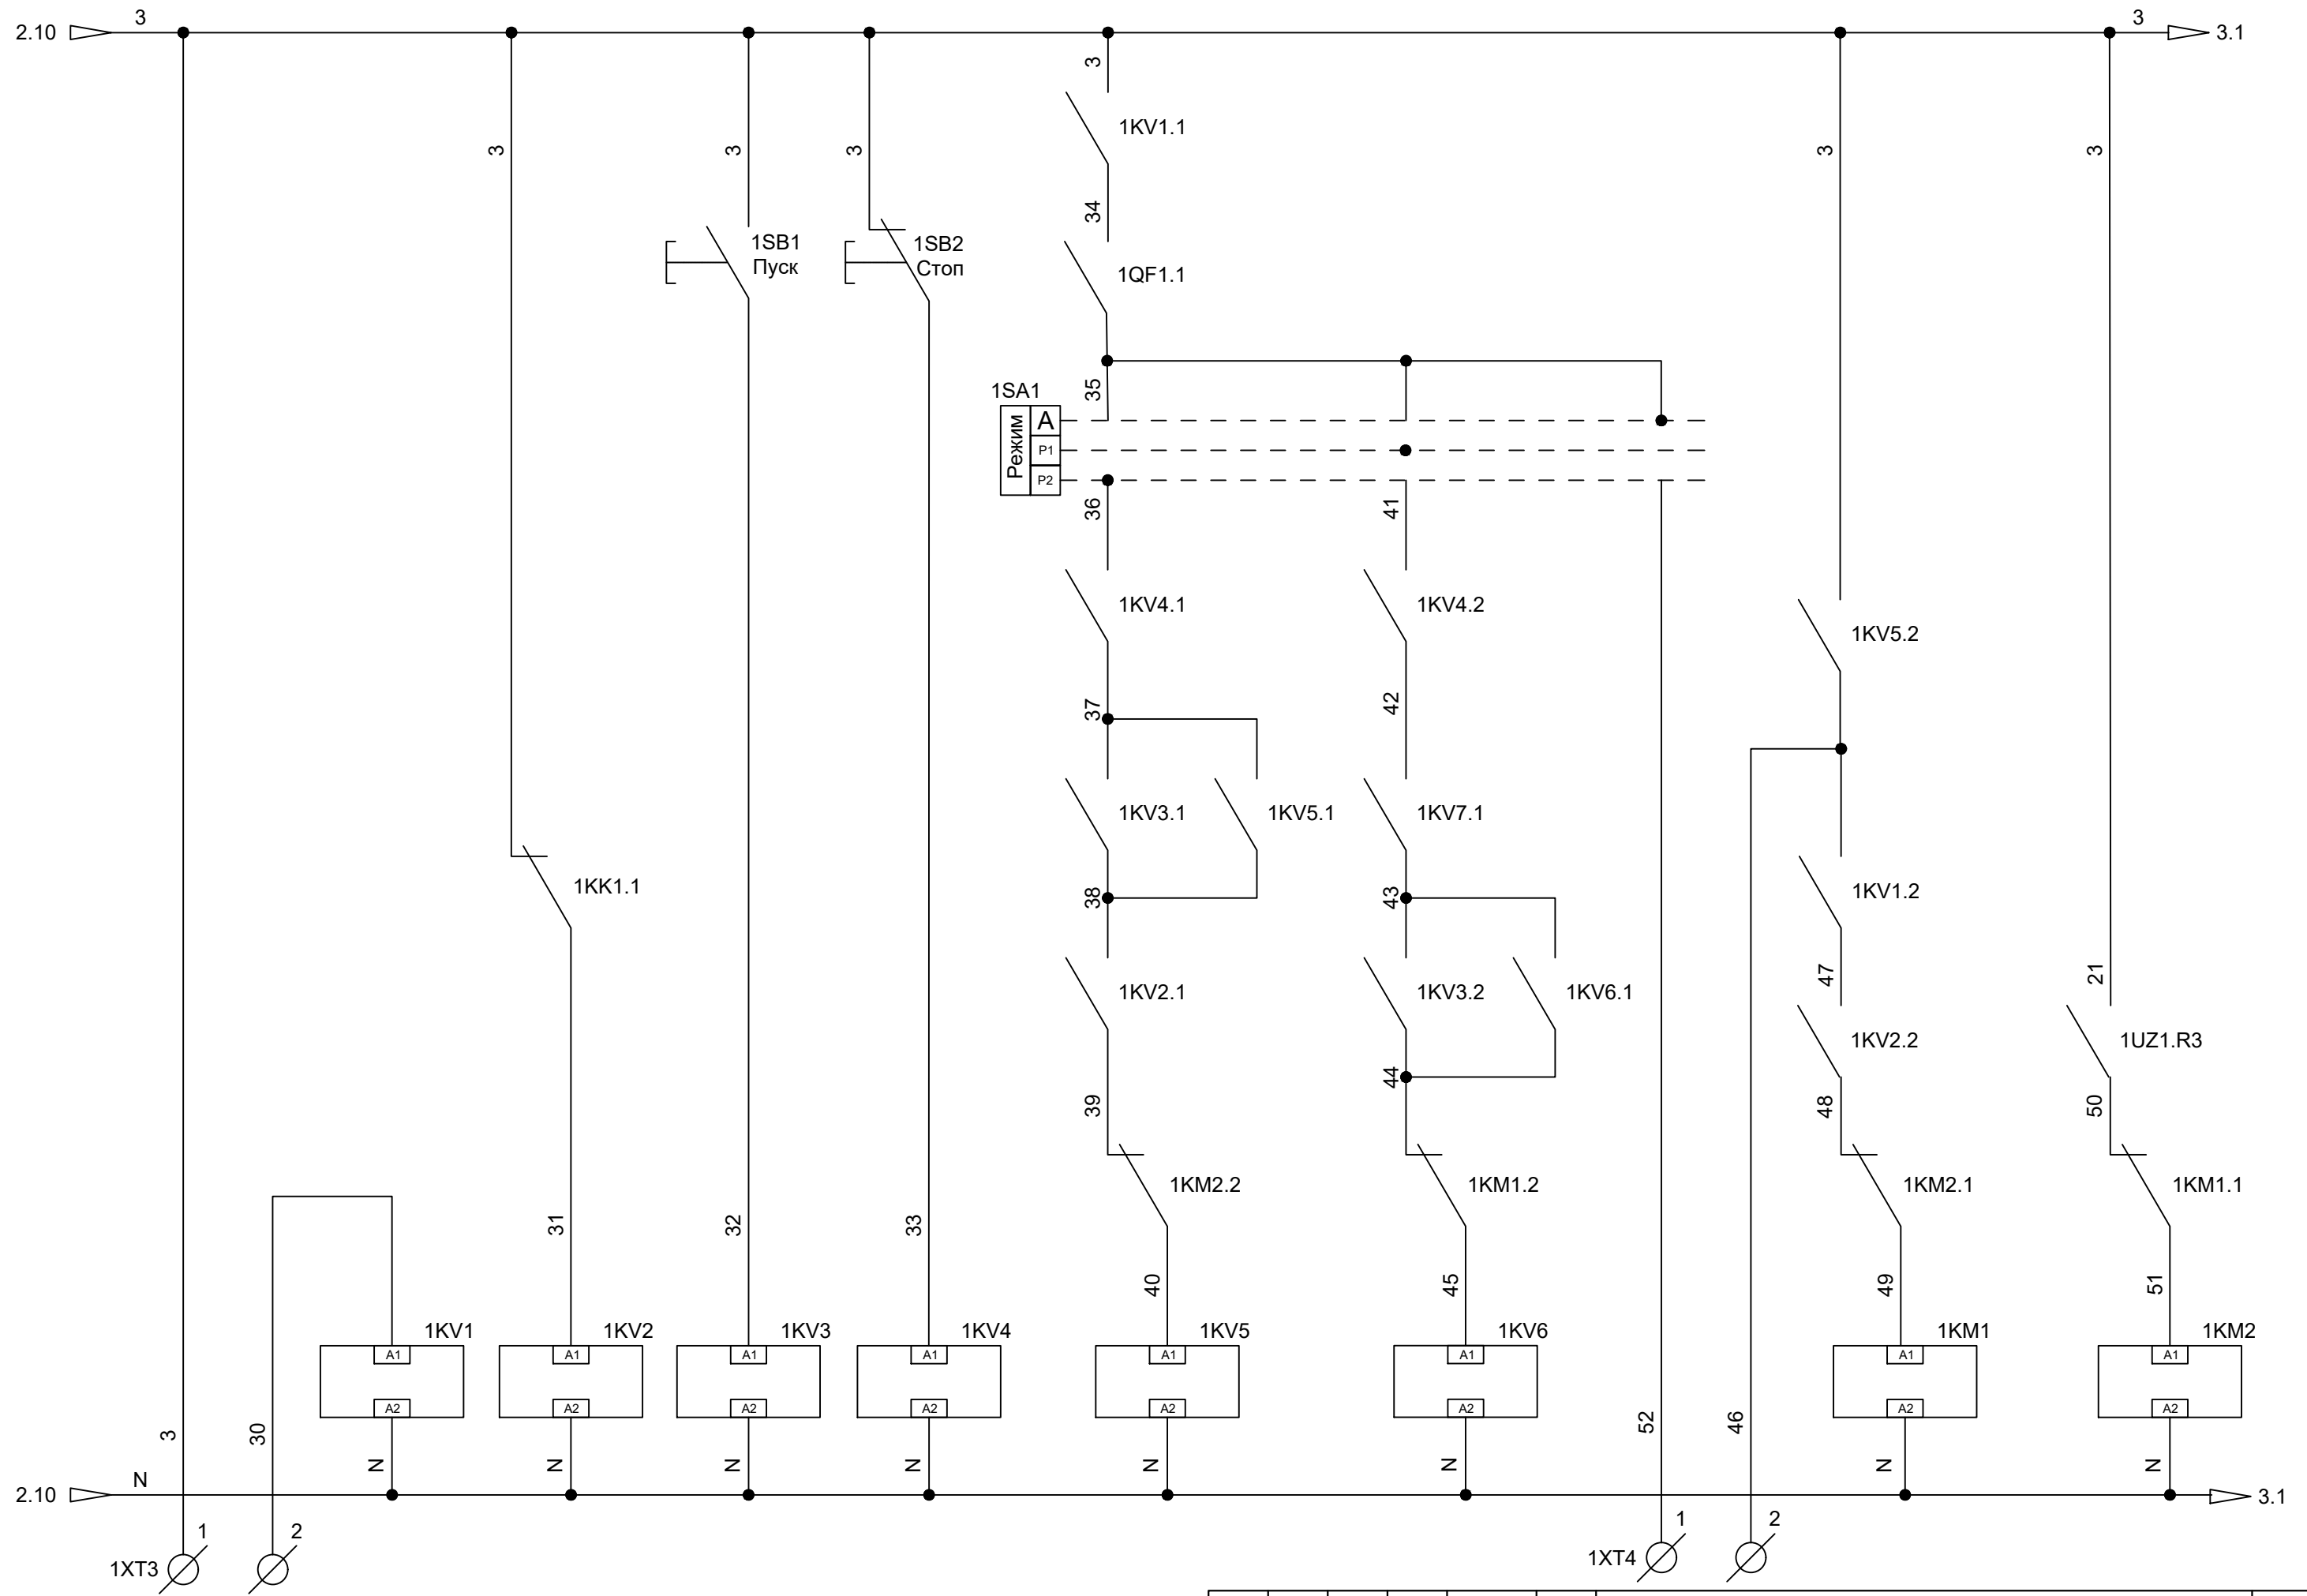 2.10
3
3
3.1
3
3
3
3
3
3
1KV1.1
34
1SB1
Пуск
1SB2
Стоп
1QF1.1
35
1SA1
Режим
A
P1
P2
36
41
1KV4.1
1KV4.2
1KV5.2
37
42
1KV3.1
1KV5.1
1KV7.1
1KK1.1
38
43
1KV1.2
47
21
1KV2.1
1KV3.2
1KV6.1
1KV2.2
1UZ1.R3
39
44
48
50
1KM2.2
1KM1.2
1KM2.1
1KM1.1
31
32
33
40
45
49
51
1KV1
1KV2
1KV3
1KV4
1KV5
1KV6
1KM1
1KM2
A1
A1
A1
A1
A1
A1
A1
A1
A2
A2
A2
A2
A2
A2
A2
A2
3
30
52
46
N
N
N
N
N
N
N
N
2.10
N
3.1
1XT3
1
2
1XT4
1
2